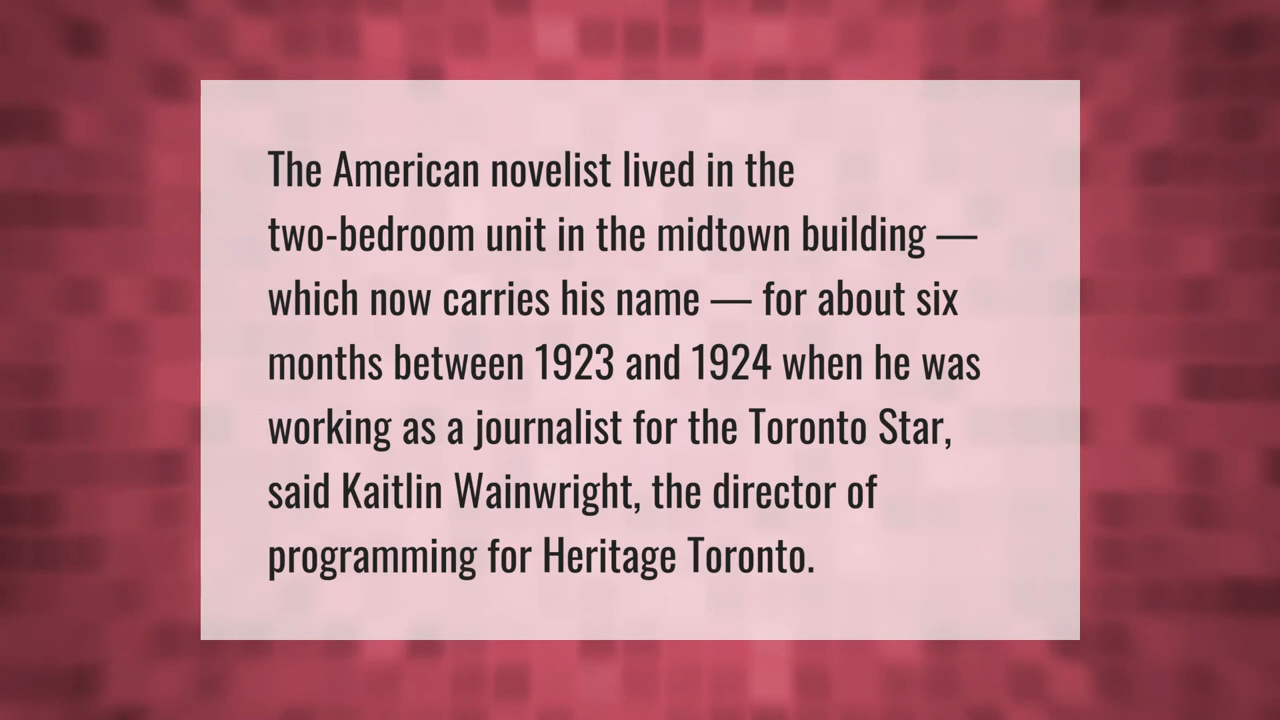 The American novelist lived in the
two-bedroom unit in the midtown building —
which now carries his name — for about six
months between 1923 and 1924 when he was
working as a journalist for the Toronto Star,
said Kaitlin Wainwright, the director of
programming for Heritage Toronto.